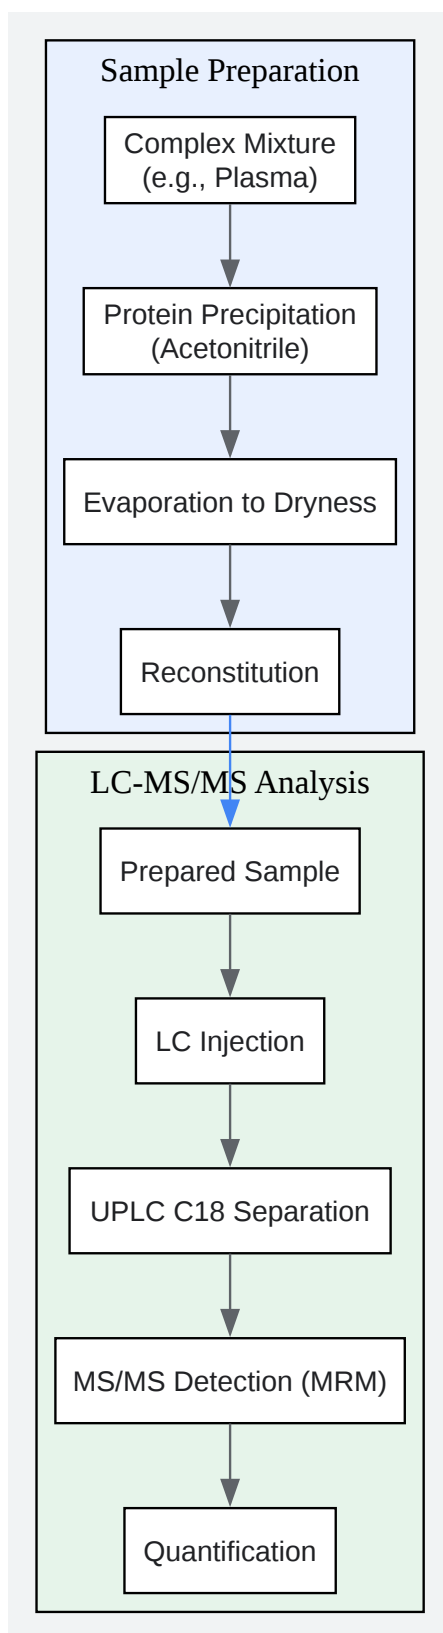 Sample Preparation
Complex Mixture
(e.g., Plasma)
Protein Precipitation
(Acetonitrile)
Evaporation to Dryness
Reconstitution
LC-MS/MS Analysis
Prepared Sample
LC Injection
UPLC C18 Separation
MS/MS Detection (MRM)
Quantification